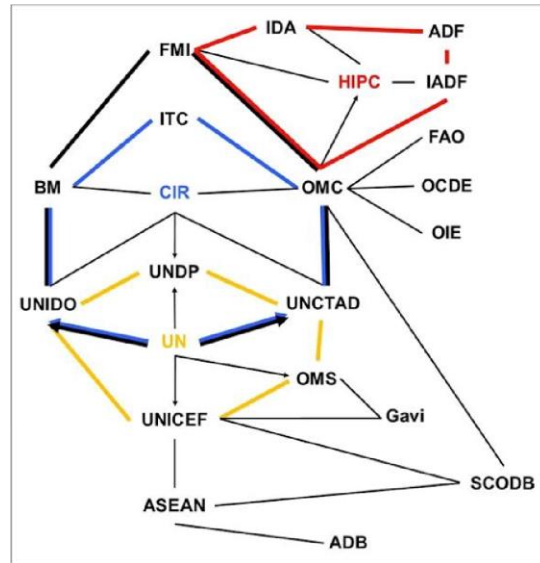 IDA
ADF
FMI
HIPC
IADF
ITC
FAO
BM
CIR
OMC
OCDE
OIE
UNDP
UNIDO
UNCTAD
UN
OMS
UNICEF
Gavi
SCODB
ASEAN
ADB